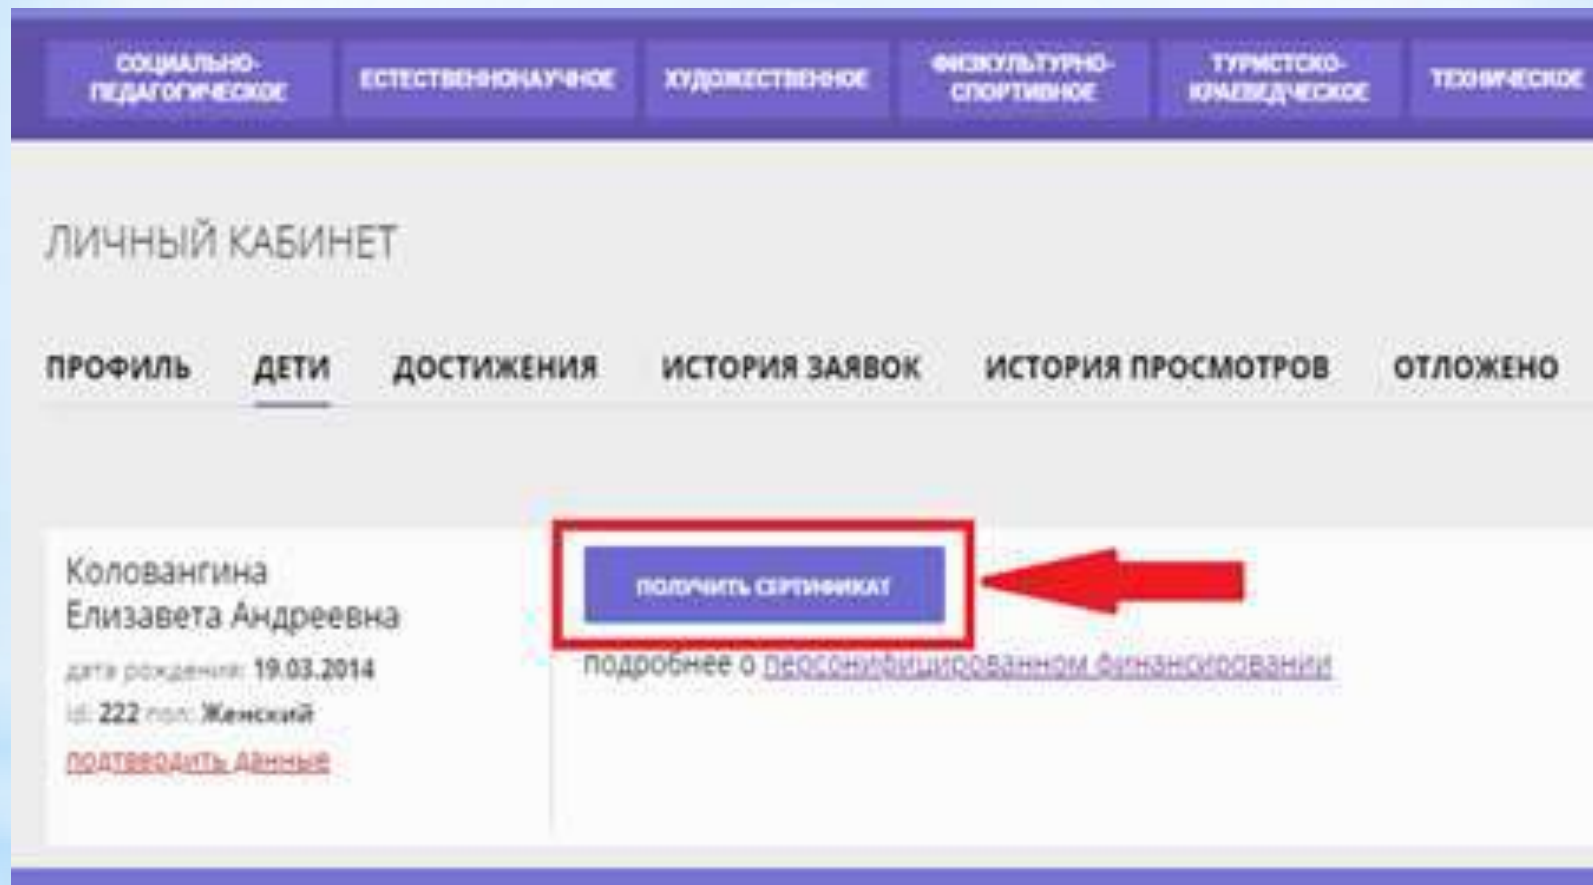 СОЦИАЛЬНО-
ПЕДАГОГИЧЕСКОЕ
ЕСТЕСТВЕННОНАУЧНОЕ
ХУДОЖЕСТВЕННОЕ
ФИЗКУЛЬТУРНО-
СПОРТИВНОЕ
ТУРИСТСКО-
КРАЕВЕДЧЕСКОЕ
ТЕХНИЧЕСКОЕ
ЛИЧНЫЙ КАБИНЕТ
ПРОФИЛЬ ДЕТИ ДОСТИЖЕНИЯ ИСТОРИЯ ЗАЯВОК ИСТОРИЯ ПРОСМОТРОВ ОТЛОЖЕНО
Коловангина
Елизавета Андреевна
дата рождения: 19.03.2014
id: 222 пол: Женский
подтвердить данные
ПОЛУЧИТЬ СЕРТИФИКАТ
подробнее о персонифицированном финансировании